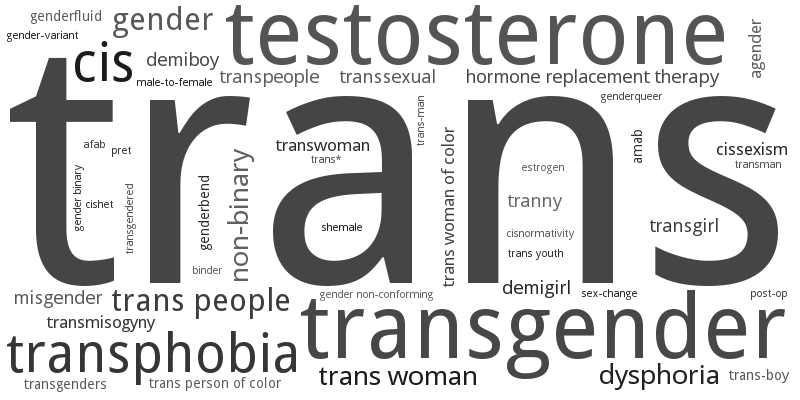 genderfluid
gender
testosterone
gender-variant
cis
demiboy
agender
male-to-female
transpeople
transsexual
hormone replacement therapy
trans
genderqueer
trans-man
afab
pret
transwoman
trans*
trans woman of color
amab
cissexism
transman
estrogen
gender binary
cishet
transgendered
genderbend
non-binary
tranny
shemale
transgirl
cisnormativity
trans youth
binder
demigirl
sex-change
post-op
misgender
trans people
gender non-conforming
transgender
transmisogyny
transphobia
trans woman
dysphoria
trans-boy
transgenders
trans person of color